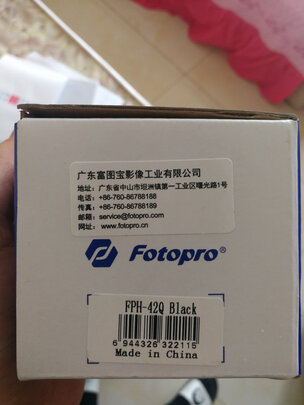 广东富图宝影像工业有限公司
地址: 广东省中山市坦洲镇第一工业区曙光路1号
电话: +86-760-86788188
传真: +86-760-86788189
邮箱: service@fotopro.com
网址: www.fotopro.cn
Fotopro®
FPH-42Q Black
6 944326 322115
Made in China